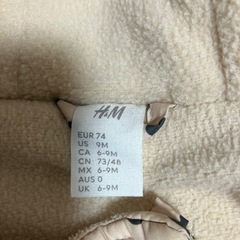 H&M
EUR 74
US 9M
CA 6-9M
CN 73/48
MX 6-9M
AUS 0
UK 6-9M